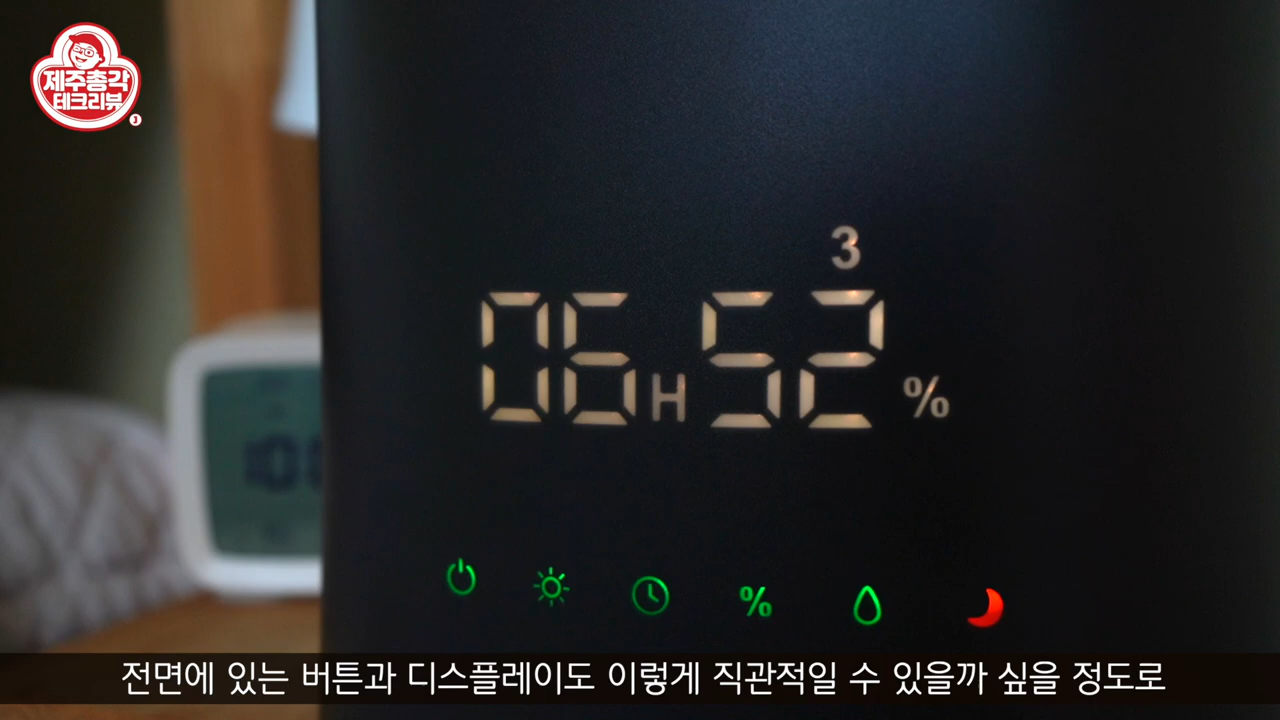 제주총각
테크리뷰
J
3
06H 52%
%
전면에 있는 버튼과 디스플레이도 이렇게 직관적일 수 있을까 싶을 정도로